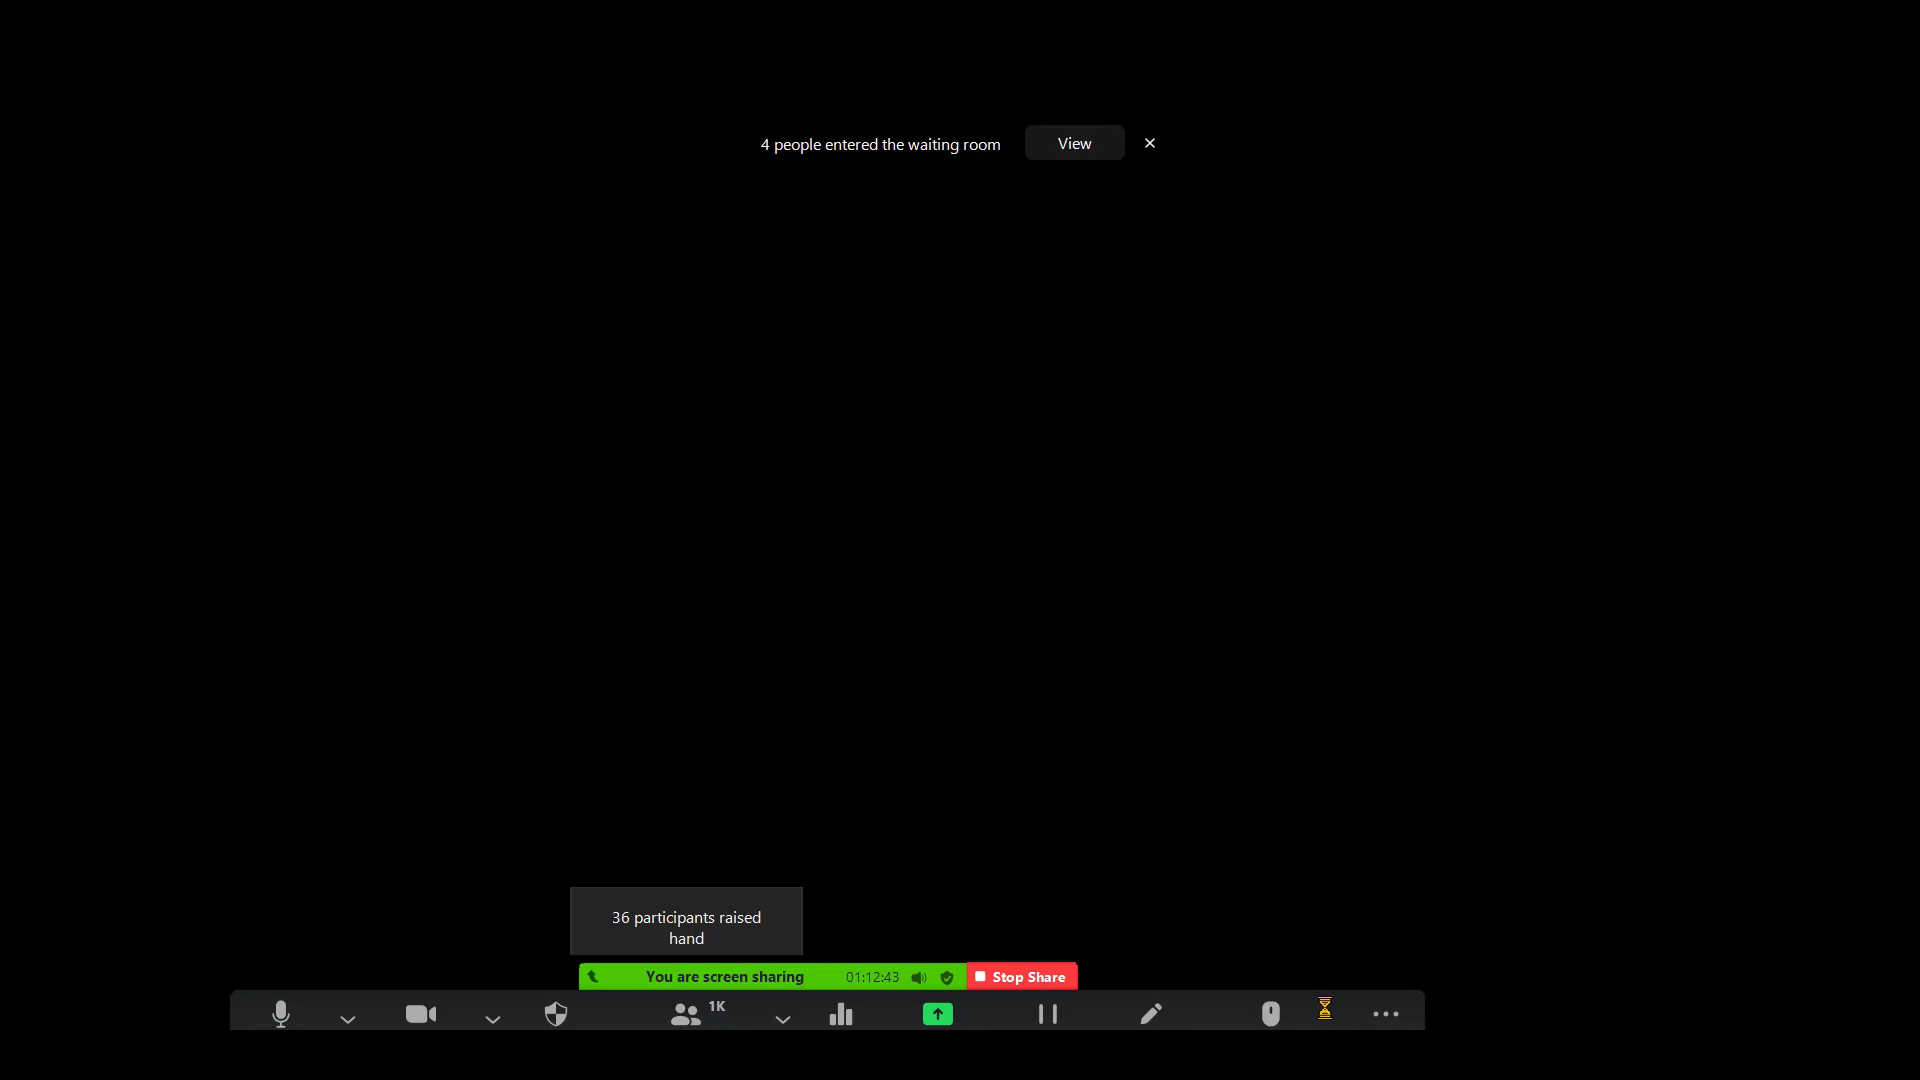 4 people entered the waiting room View
36 participants raised
hand
You are screen sharing 01:12:43 Stop Share
1K